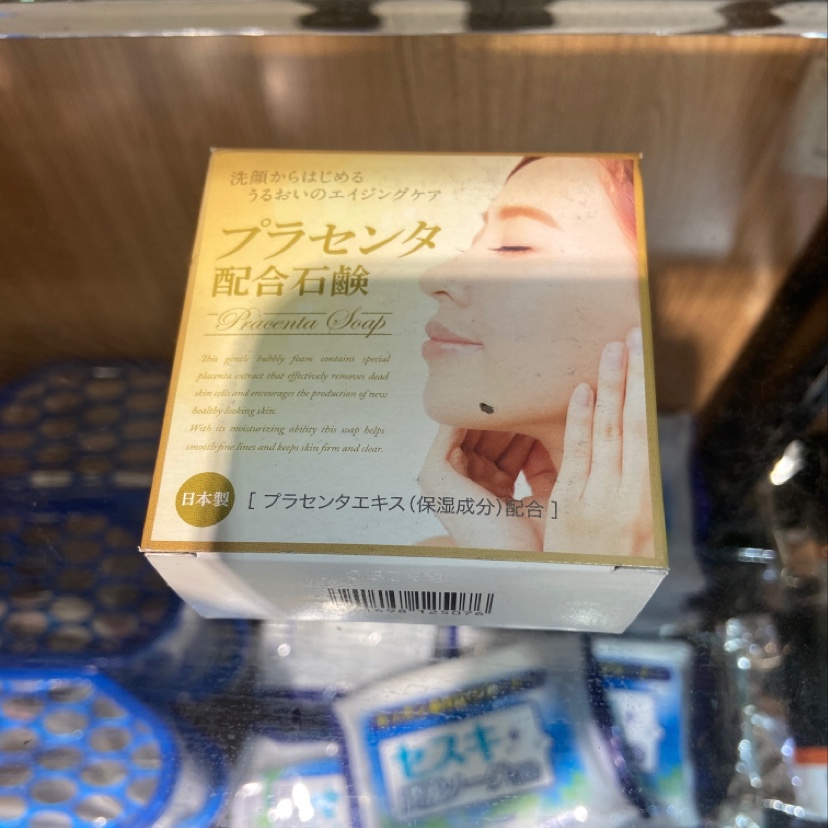 洗顔からはじめる
うるおいのエイジングケア
プラセンタ
配合石鹸
Pracenta Soap
This gentle bubbly foam contains special
placenta extract that effectively removes dead
skin cells and encourages the production of new
healthy looking skin.
With its moisturizing ability this soap helps
smooth fine lines and keeps skin firm and clear.
日本製
[ プラセンタエキス(保湿成分)配合 ]
125076
セスキ